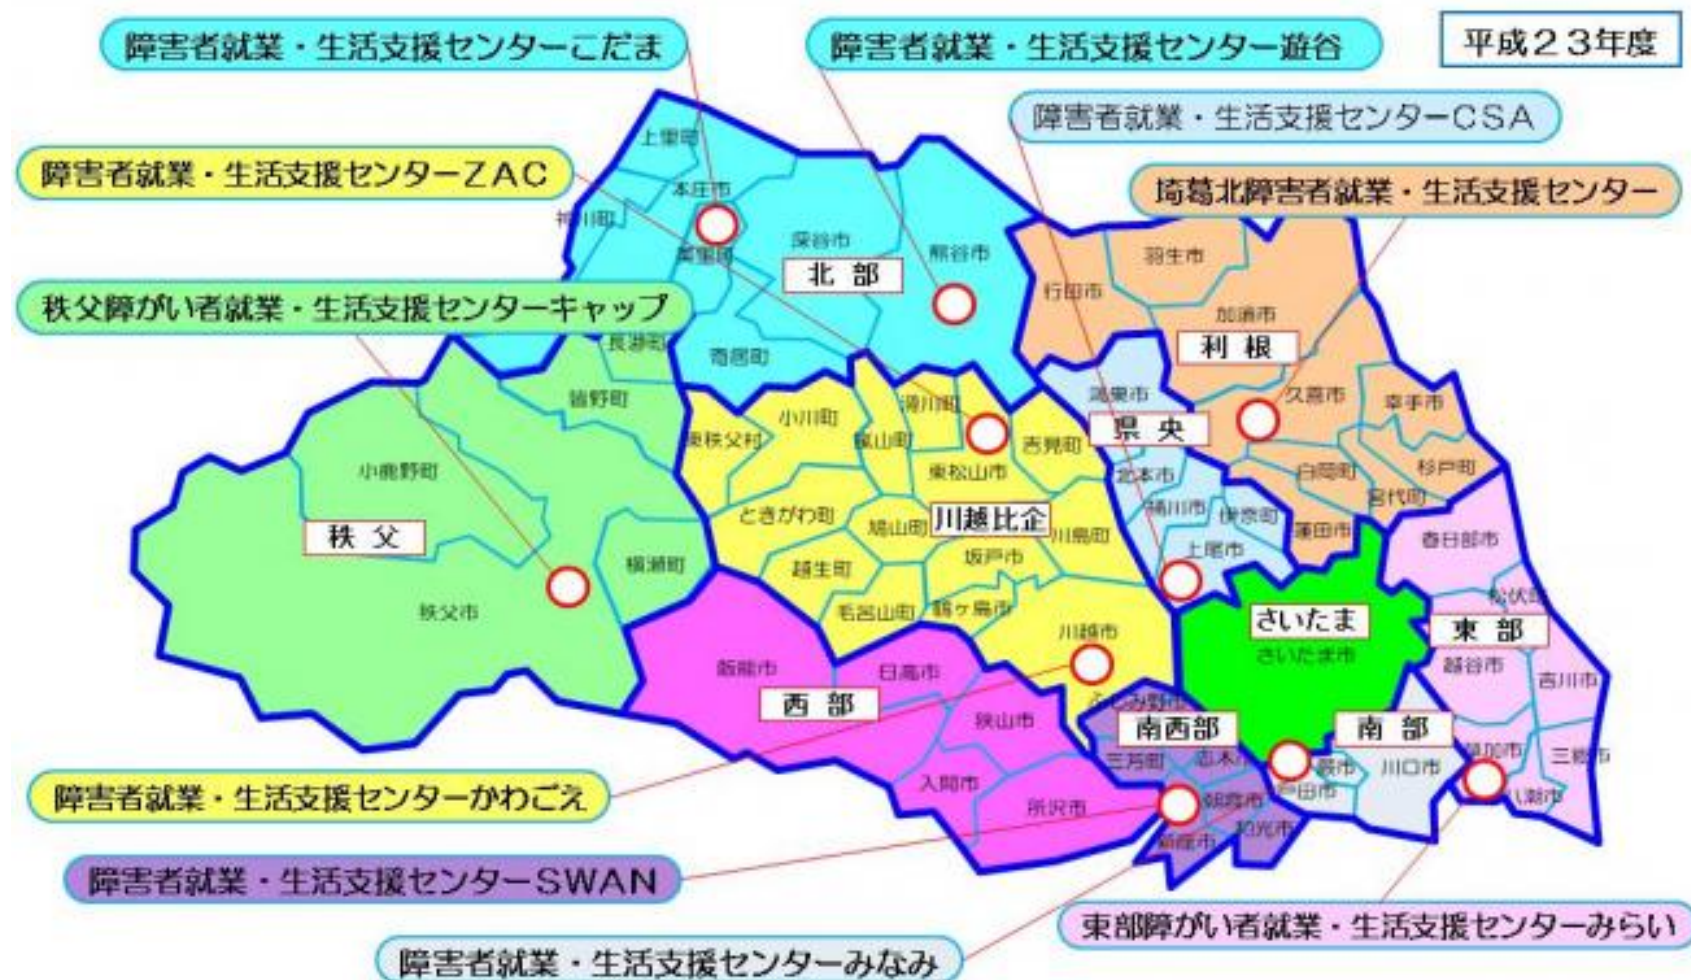 障害者就業・生活支援センターこだま
障害者就業・生活支援センター遊谷
平成23年度
障害者就業・生活支援センターCSA
障害者就業・生活支援センターZAC
埼葛北障害者就業・生活支援センター
秩父障がい者就業・生活支援センターキャップ
上里町
本庄市
神川町
美里町
深谷市
熊谷市
北部
長瀞町
寄居町
皆野町
小鹿野町
秩父
横瀬町
秩父市
行田市
羽生市
加須市
利根
久喜市
幸手市
杉戸町
白岡町
宮代町
蓮田市
鴻巣市
県央
北本市
桶川市
伊奈町
上尾市
東秩父村
小川町
嵐山町
滑川町
吉見町
東松山市
ときがわ町
鳩山町
川越比企
川島町
坂戸市
越生町
毛呂山町
鶴ヶ島市
川越市
さいたま
さいたま市
春日部市
松伏町
東部
越谷市
吉川市
草加市
三郷市
八潮市
飯能市
日高市
西部
狭山市
入間市
所沢市
ふじみ野市
南西部
三芳町
志木市
朝霞市
新座市
和光市
南部
蕨市
戸田市
川口市
障害者就業・生活支援センターかわごえ
障害者就業・生活支援センターSWAN
東部障がい者就業・生活支援センターみらい
障害者就業・生活支援センターみなみ